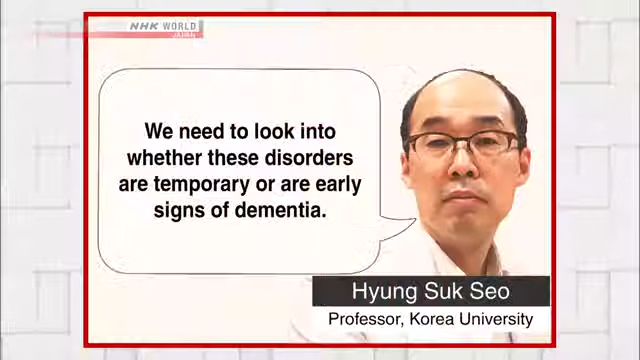 NHK WORLD
JAPAN
We need to look into
whether these disorders
are temporary or are early
signs of dementia.
Hyung Suk Seo
Professor, Korea University